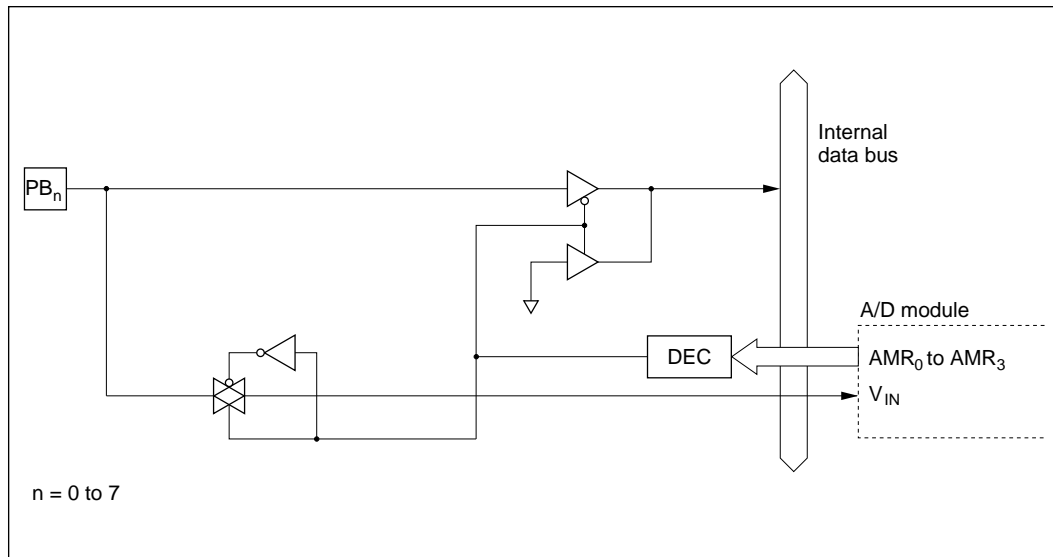 Internal
data bus
PBn
A/D module
DEC
AMR0 to AMR3
VIN
n = 0 to 7